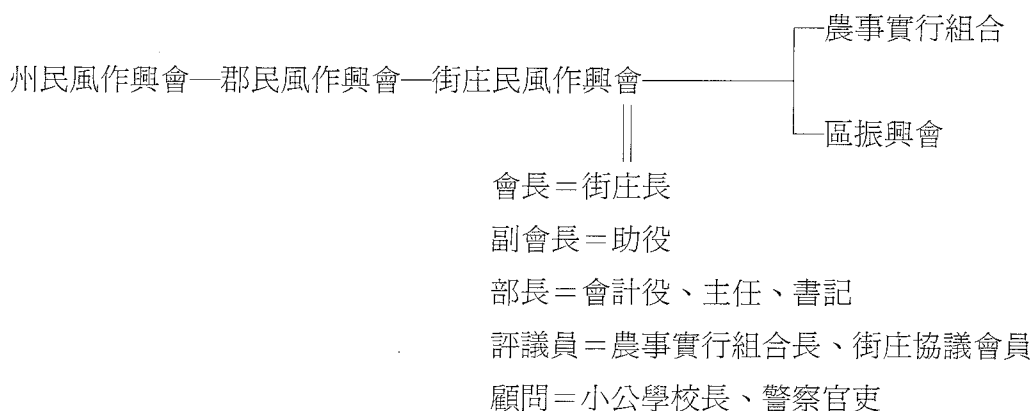 農事實行組合
州民風作興會—郡民風作興會—街庄民風作興會
區振興會
會長＝街庄長
副會長＝助役
部長＝會計役、主任、書記
評議員＝農事實行組合長、街庄協議會員
顧問＝小公學校長、警察官吏